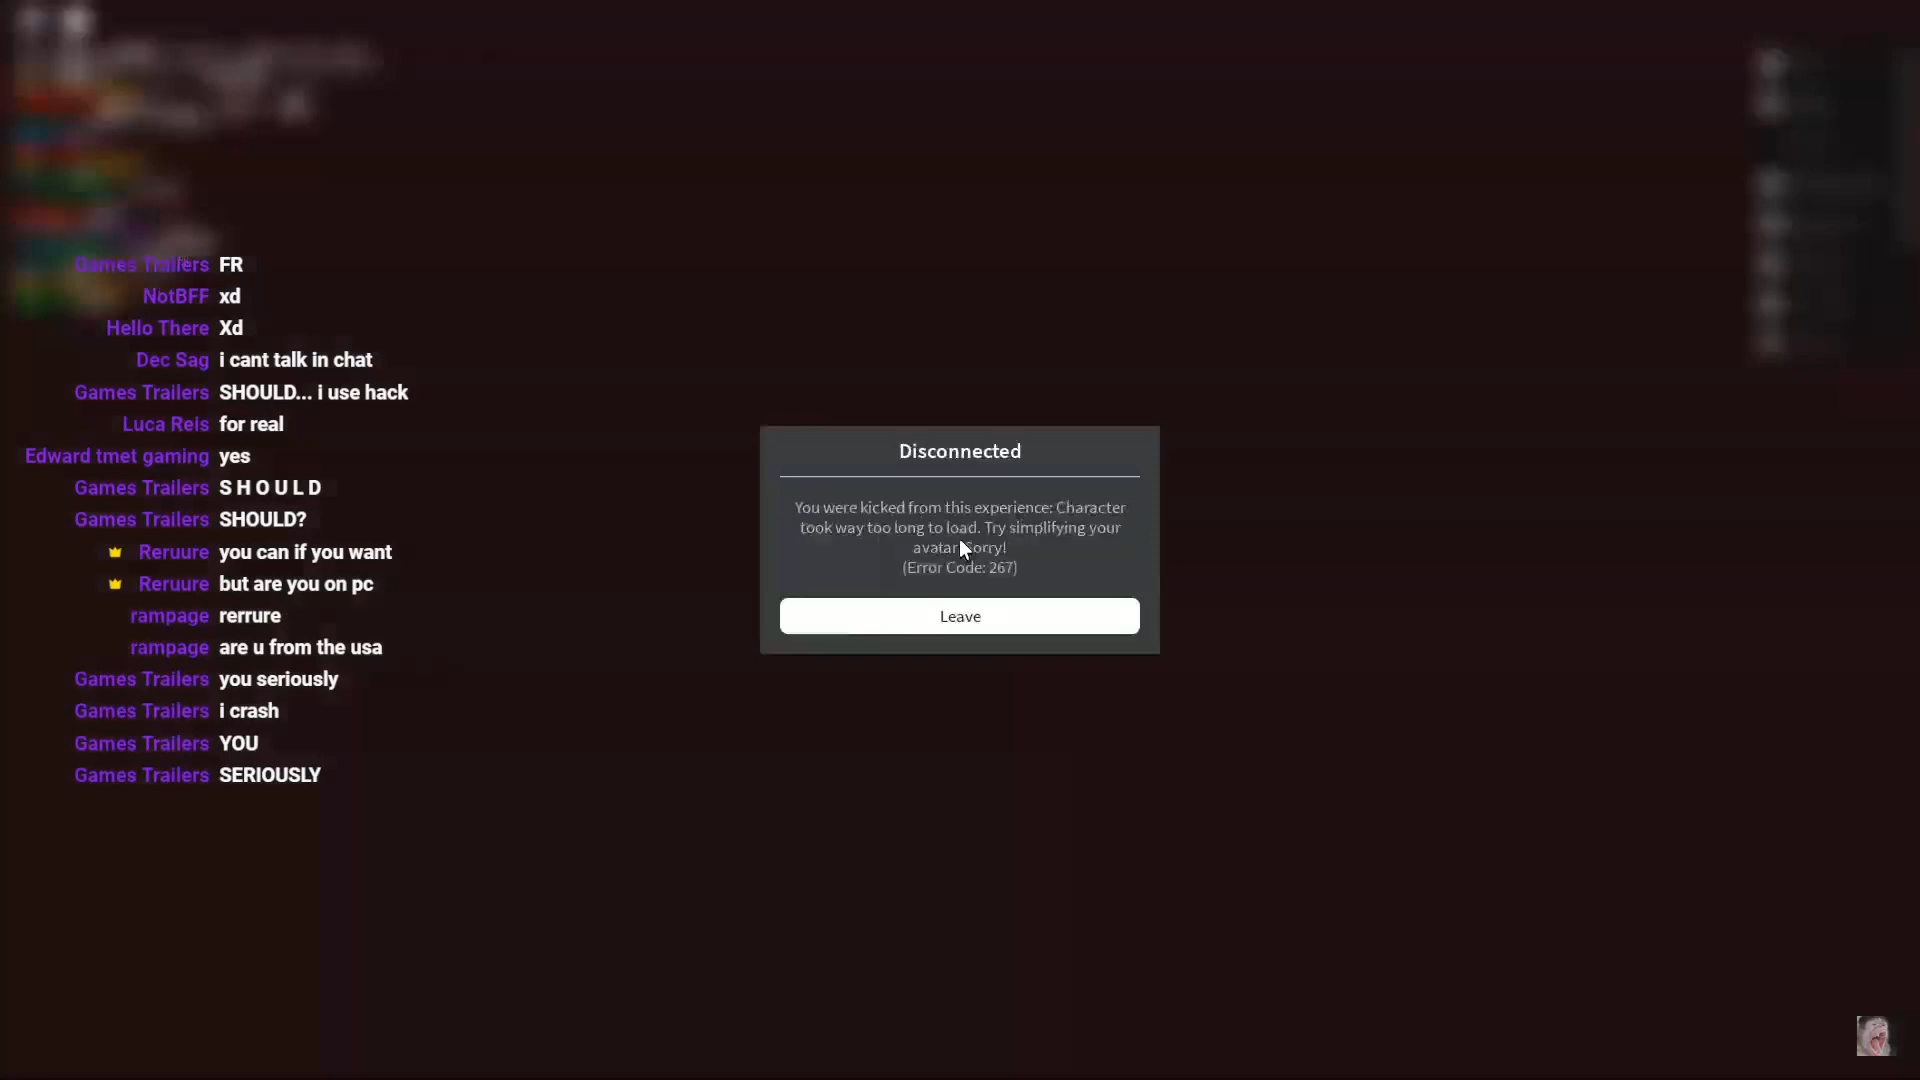 Games Trailers FR
NotBFF xd
Hello There Xd
Dec Sag i cant talk in chat
Games Trailers SHOULD... i use hack
Luca Reis for real
Edward tmet gaming yes
Games Trailers S H O U L D
Games Trailers SHOULD?
Reruure you can if you want
Reruure but are you on pc
rampage rerrure
rampage are u from the usa
Games Trailers you seriously
Games Trailers i crash
Games Trailers YOU
Games Trailers SERIOUSLY
Disconnected
You were kicked from this experience: Character
took way too long to load. Try simplifying your
avatar. Sorry!
(Error Code: 267)
Leave